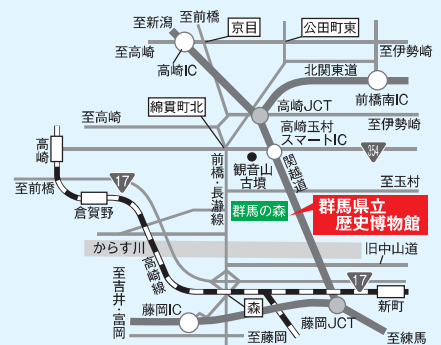 至新潟
至前橋
京目
公田町東
至高崎
至伊勢崎
高崎IC
北関東道
前橋南IC
綿貫町北
高崎JCT
至高崎
至伊勢崎
高崎玉村
スマートIC
354
高崎
前橋・長瀞線
観音山
古墳
関越道
17
至前橋
至玉村
倉賀野
群馬の森
群馬県立
歴史博物館
からす川
高崎線
旧中山道
至吉井・富岡
17
森
新町
藤岡IC
藤岡JCT
至藤岡
至練馬